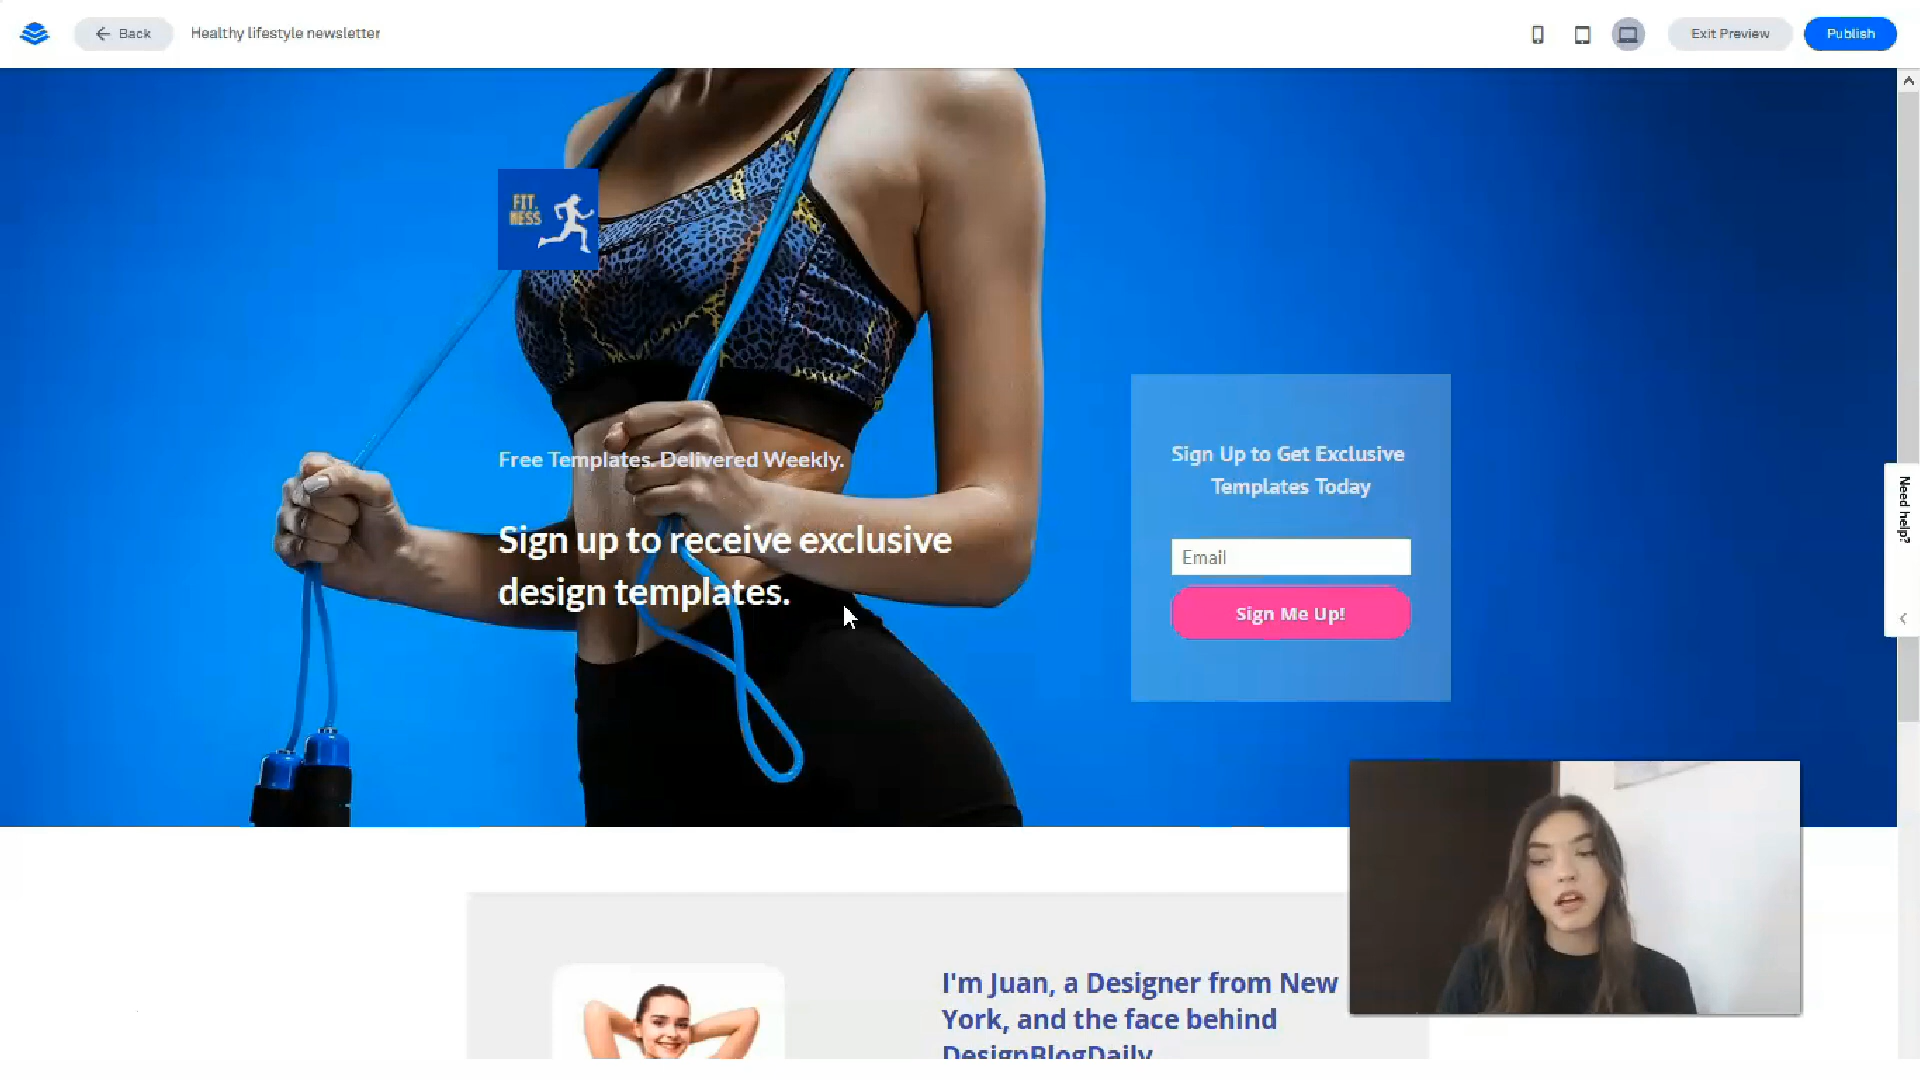 Back
Healthy lifestyle newsletter
Exit Preview
Publish
FIT.
NESS
Free Templates. Delivered Weekly.
Sign up to receive exclusive
design templates.
Sign Up to Get Exclusive
Templates Today
Email
Sign Me Up!
Need help?
I'm Juan, a Designer from New
York, and the face behind
DesignBlogDaily